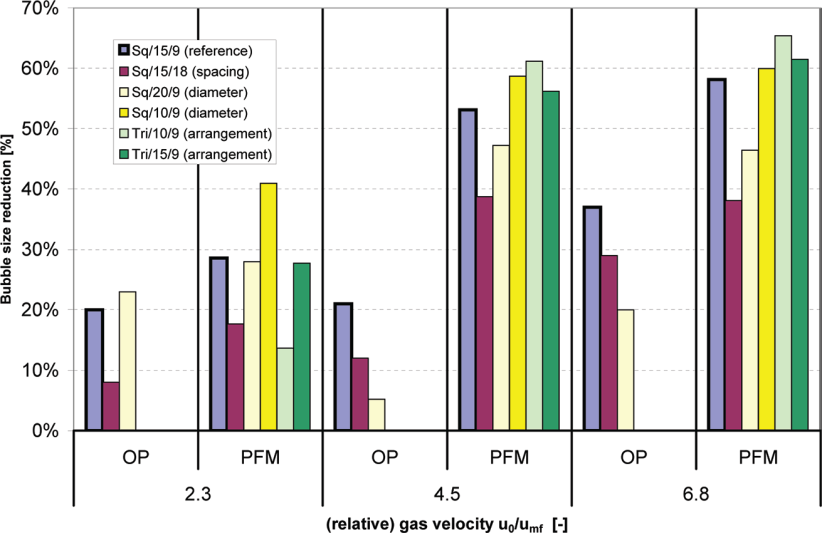 70%
60%
50%
40%
30%
20%
10%
0%
Bubble size reduction [%]
Sq/15/9 (reference)
Sq/15/18 (spacing)
Sq/20/9 (diameter)
Sq/10/9 (diameter)
Tri/10/9 (arrangement)
Tri/15/9 (arrangement)
OP PFM OP PFM OP PFM
2.3 4.5 6.8
(relative) gas velocity u0/umf [-]